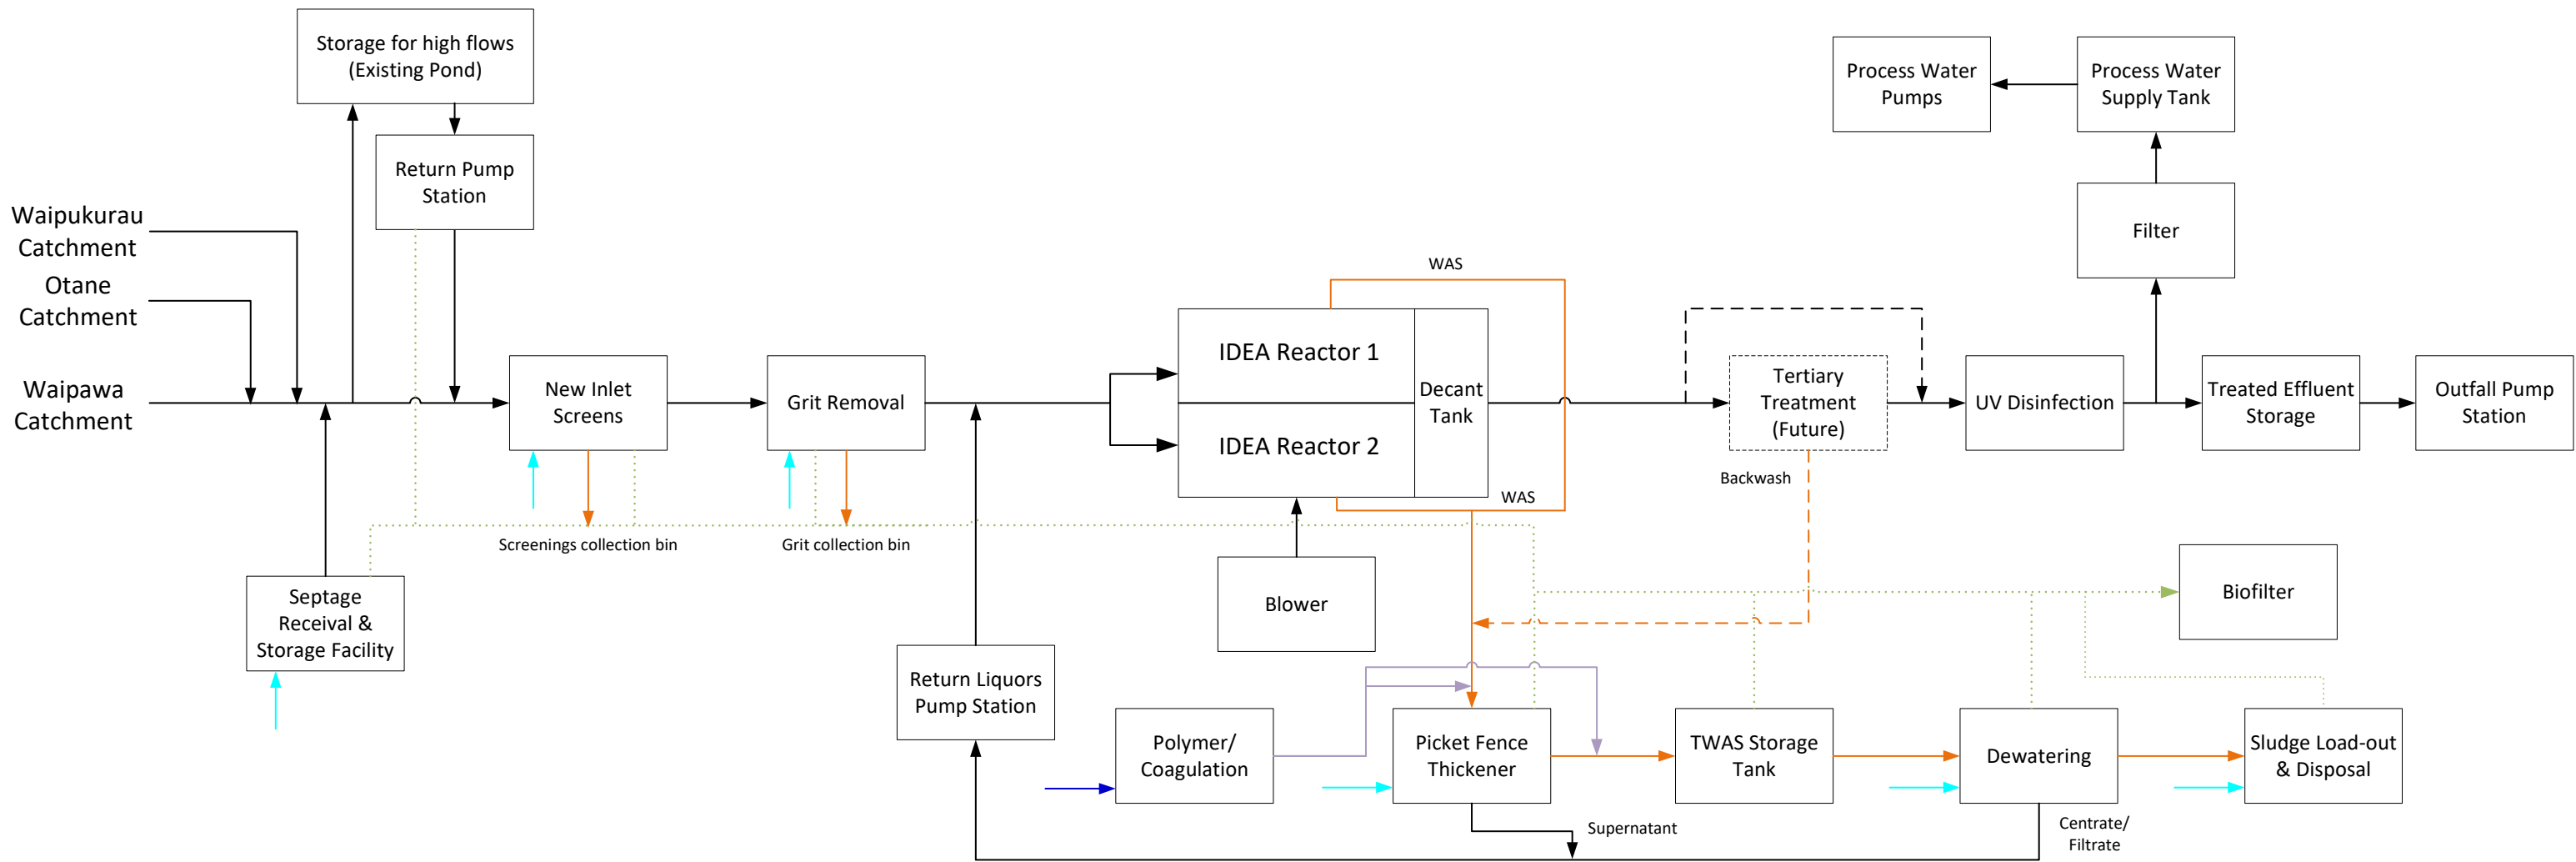 Storage for high flows
(Existing Pond)
Process Water
Pumps
Process Water
Supply Tank
Return Pump
Station
Waipukurau
Catchment
Filter
Otane
Catchment
WAS
Waipawa
Catchment
New Inlet
Screens
Grit Removal
IDEA Reactor 1
IDEA Reactor 2
Decant
Tank
Tertiary
Treatment
(Future)
UV Disinfection
Treated Effluent
Storage
Outfall Pump
Station
Backwash
WAS
Screenings collection bin
Grit collection bin
Septage
Receival &
Storage Facility
Blower
Biofilter
Return Liquors
Pump Station
Polymer/
Coagulation
Picket Fence
Thickener
TWAS Storage
Tank
Dewatering
Sludge Load-out
& Disposal
Supernatant
Centrate/
Filtrate